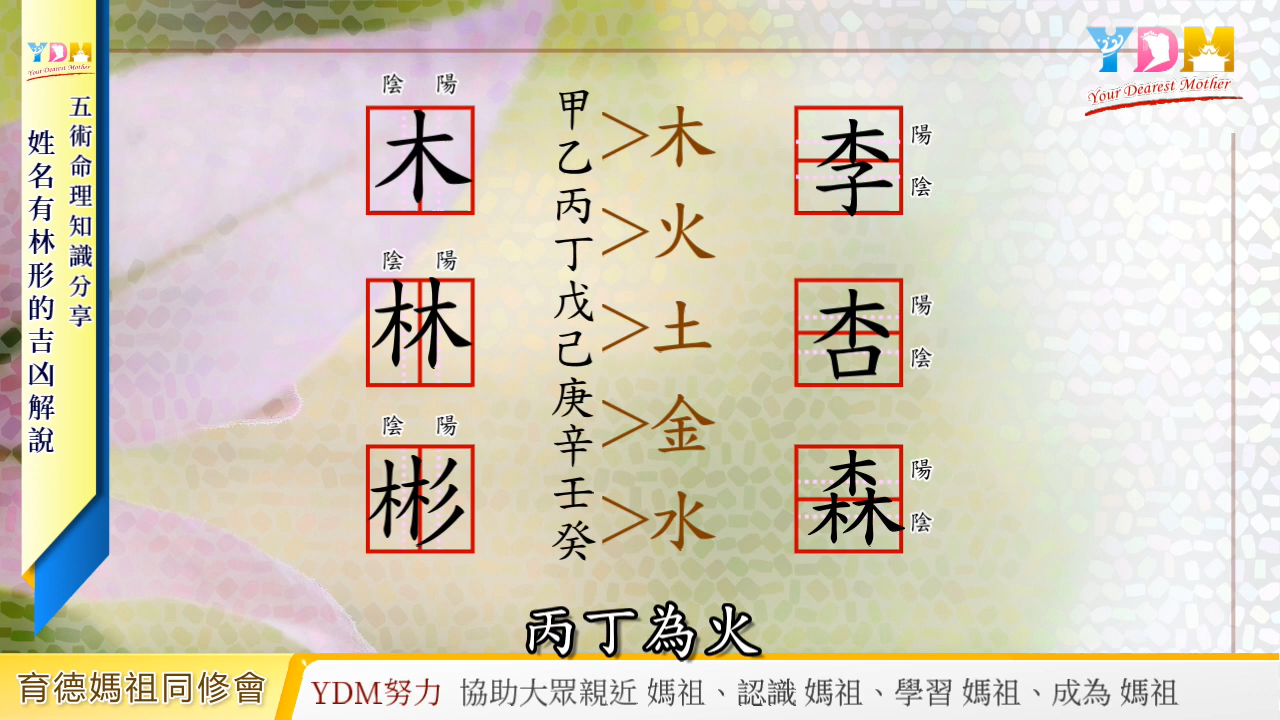 YDM
Your Dearest Mother
五術命理知識分享
姓名有林形的吉凶解說
陰 陽
木
陰 陽
林
陰 陽
彬
甲乙>木
丙丁>火
戊己>土
庚辛>金
壬癸>水
李 陽 陰
杏 陽 陰
森 陽 陰
YDM
Your Dearest Mother
丙丁為火
育德媽祖同修會
YDM努力 協助大眾親近 媽祖、認識 媽祖、學習 媽祖、成為 媽祖